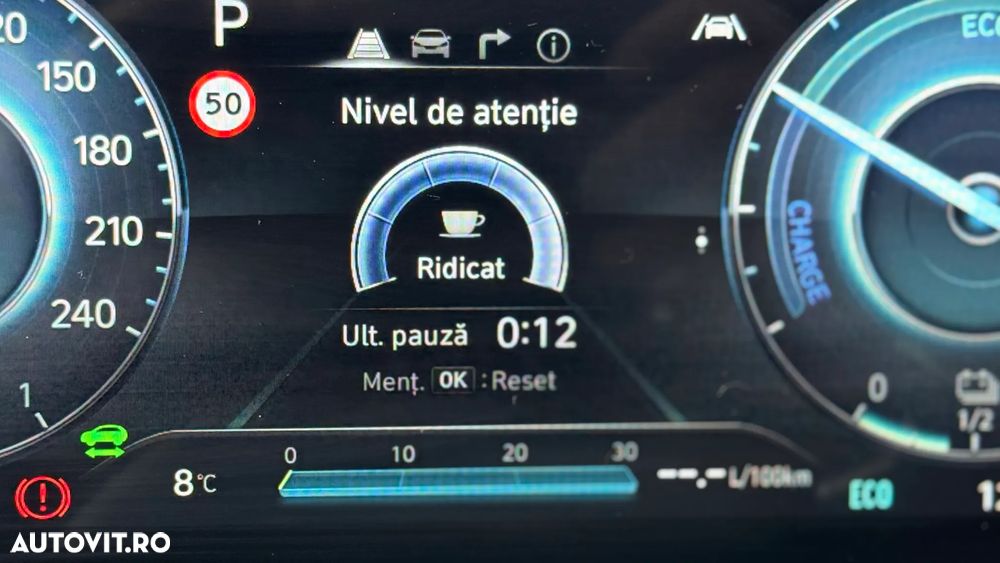 P
20
150
180
210
240
1
50
Nivel de atenție
Ridicat
Ult. pauză 0:12
Menț. OK : Reset
ECO
CHARGE
0
1/2
0 10 20 30
8°C
--.- L/100km
ECO
AUTOVIT.RO